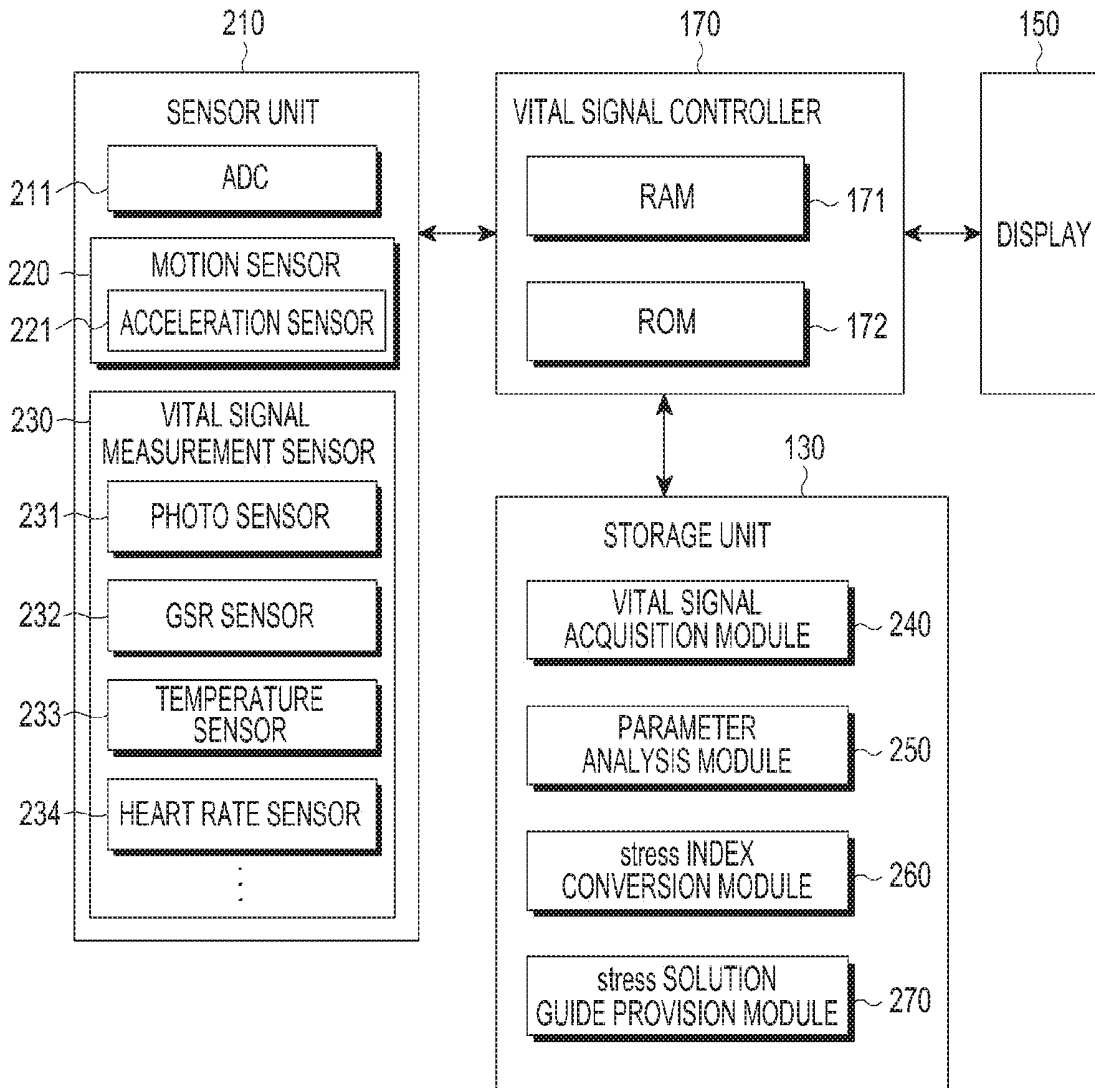 210
170
150
SENSOR UNIT
ADC
211
MOTION SENSOR
220
ACCELERATION SENSOR
221
VITAL SIGNAL
MEASUREMENT SENSOR
230
PHOTO SENSOR
231
GSR SENSOR
232
TEMPERATURE
SENSOR
233
HEART RATE SENSOR
234
VITAL SIGNAL CONTROLLER
RAM
171
ROM
172
DISPLAY
130
STORAGE UNIT
VITAL SIGNAL
ACQUISITION MODULE
240
PARAMETER
ANALYSIS MODULE
250
stress INDEX
CONVERSION MODULE
260
stress SOLUTION
GUIDE PROVISION MODULE
270